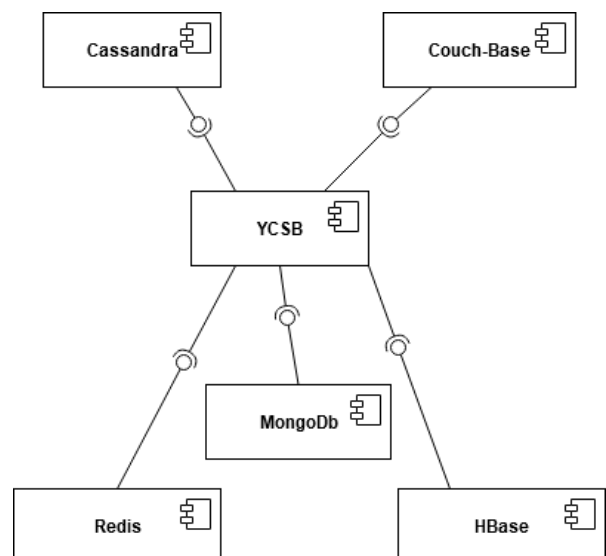 Cassandra
Couch-Base
YCSB
MongoDb
Redis
HBase